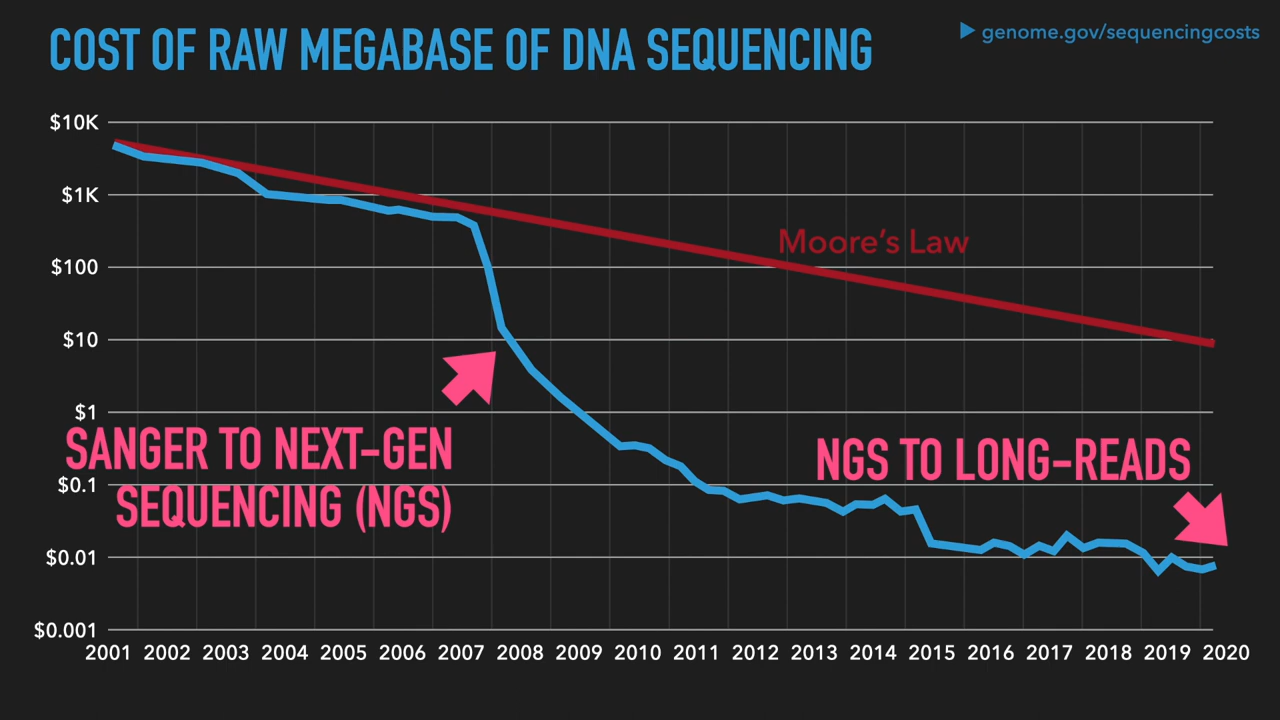 COST OF RAW MEGABASE OF DNA SEQUENCING
genome.gov/sequencingcosts
$10K
$1K
Moore's Law
$100
$10
$1
SANGER TO NEXT-GEN
SEQUENCING (NGS)
NGS TO LONG-READS
$0.1
$0.01
$0.001
2001 2002 2003 2004 2005 2006 2007 2008 2009 2010 2011 2012 2013 2014 2015 2016 2017 2018 2019 2020